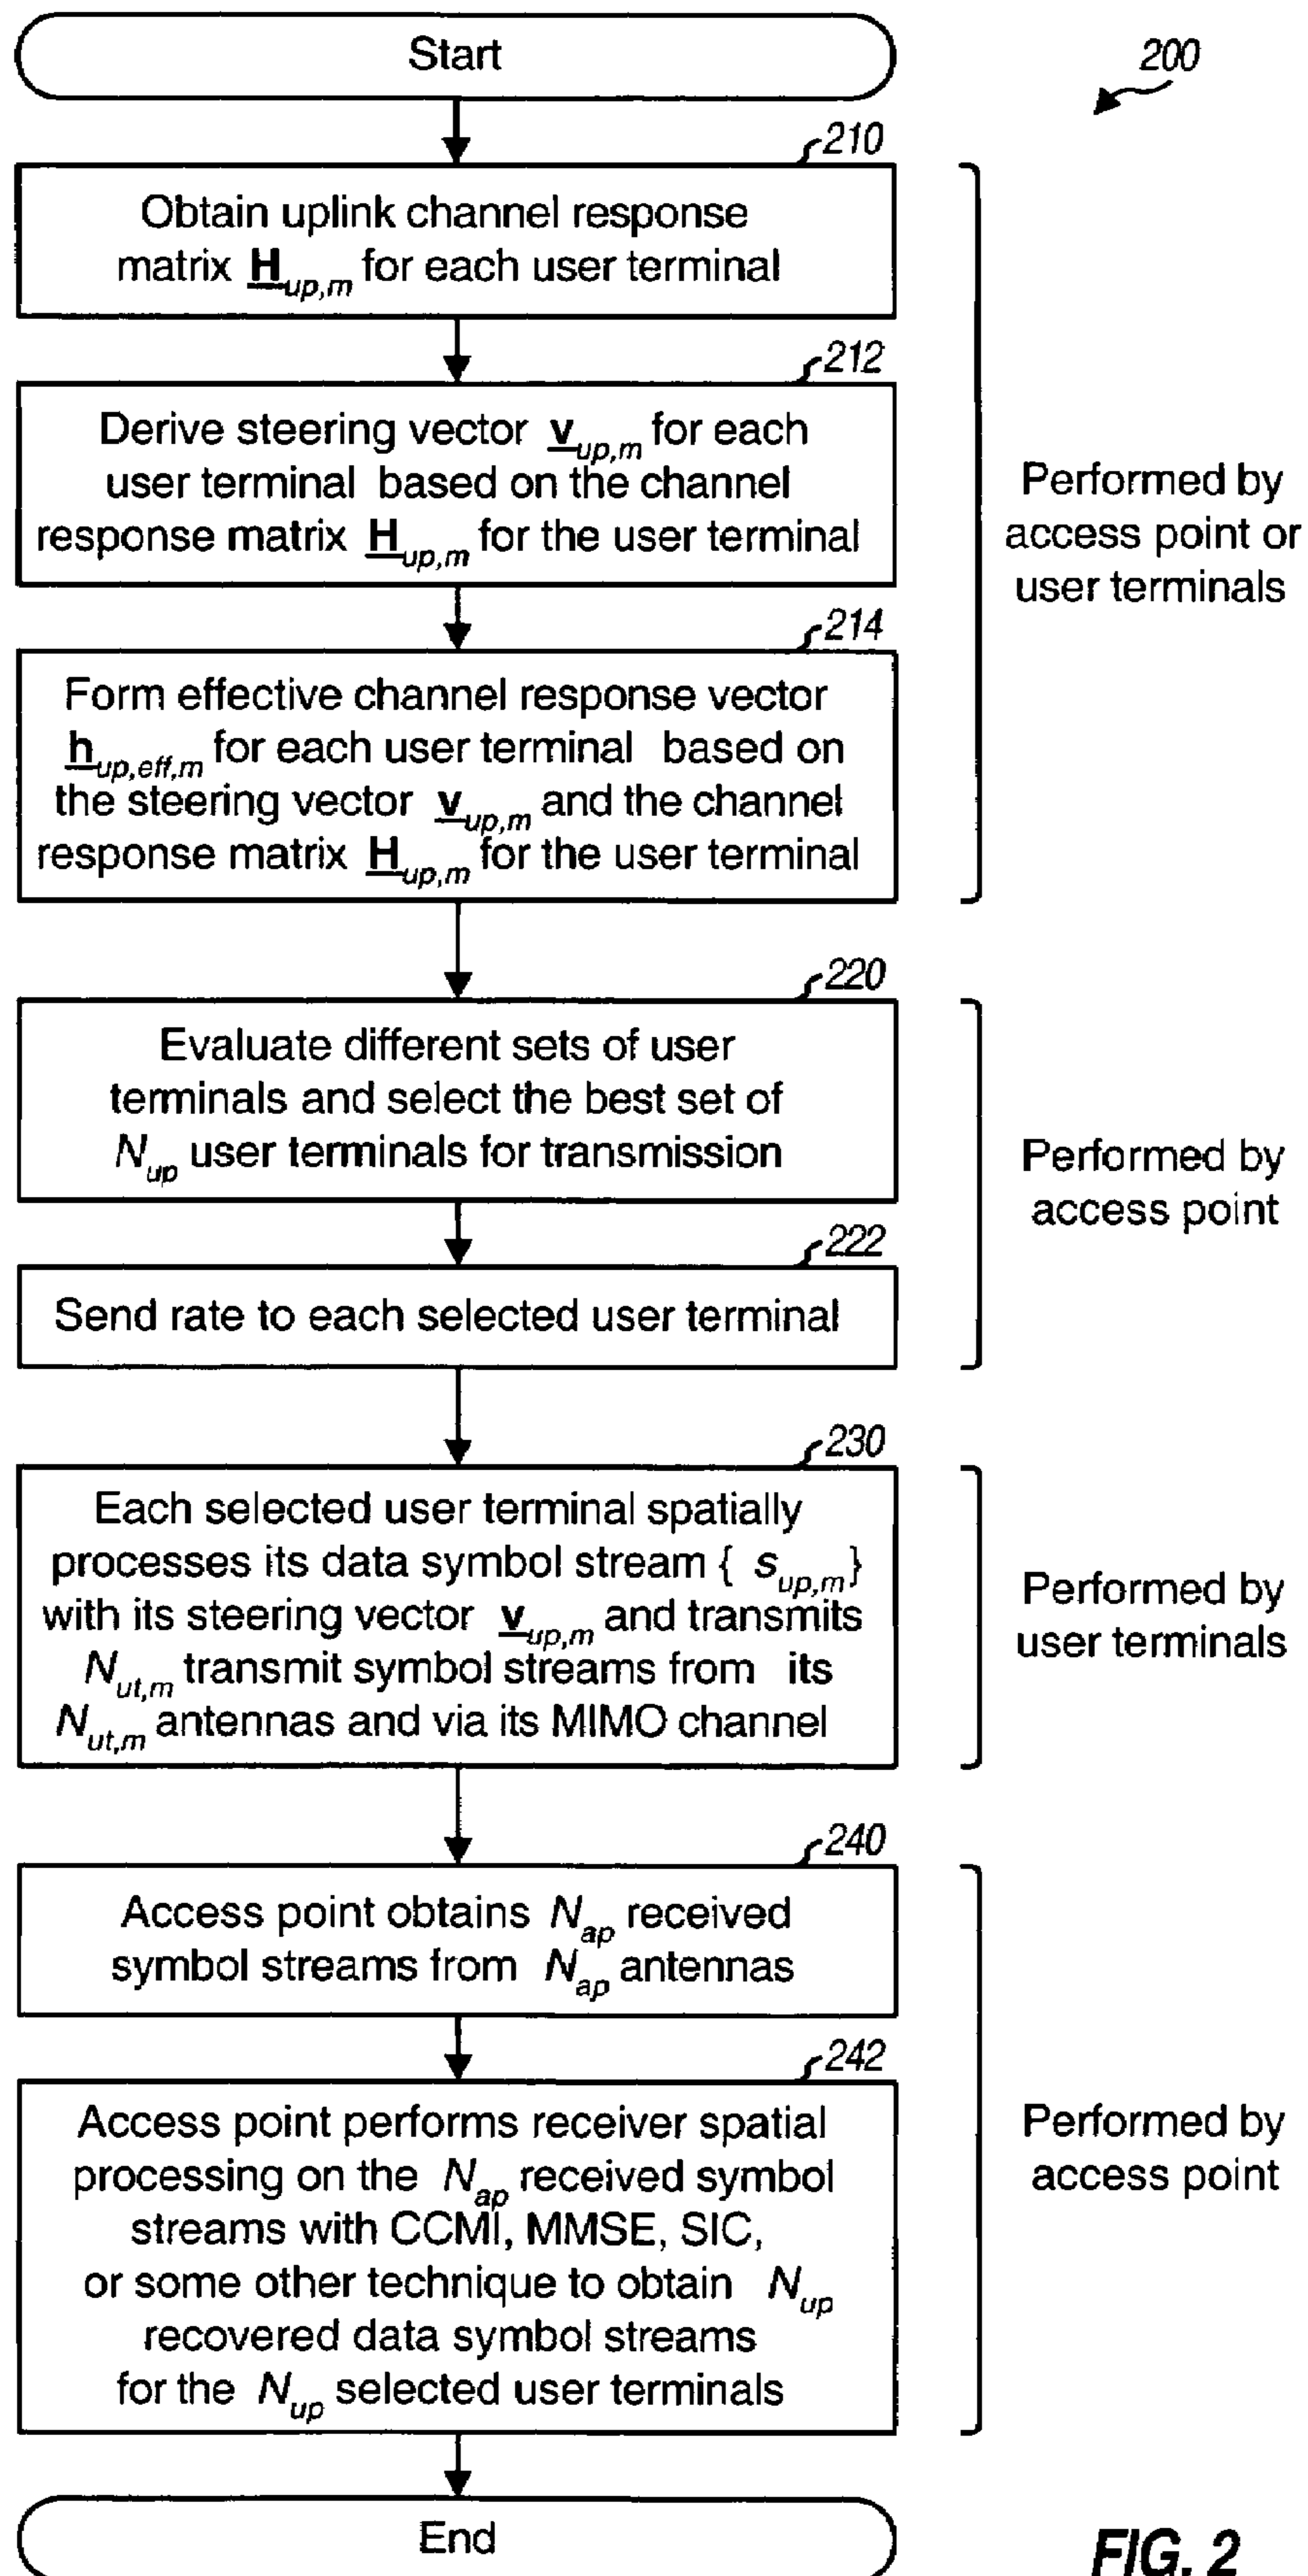 Start
200
210
Obtain uplink channel response
matrix H_up,m for each user terminal
212
Derive steering vector v_up,m for each
user terminal based on the channel
response matrix H_up,m for the user terminal
214
Form effective channel response vector
h_up,eff,m for each user terminal based on
the steering vector v_up,m and the channel
response matrix H_up,m for the user terminal
Performed by
access point or
user terminals
220
Evaluate different sets of user
terminals and select the best set of
N_up user terminals for transmission
222
Send rate to each selected user terminal
Performed by
access point
230
Each selected user terminal spatially
processes its data symbol stream { s_up,m}
with its steering vector v_up,m and transmits
N_ut,m transmit symbol streams from its
N_ut,m antennas and via its MIMO channel
Performed by
user terminals
240
Access point obtains N_ap received
symbol streams from N_ap antennas
242
Access point performs receiver spatial
processing on the N_ap received symbol
streams with CCMI, MMSE, SIC,
or some other technique to obtain N_up
recovered data symbol streams
for the N_up selected user terminals
Performed by
access point
End
FIG. 2